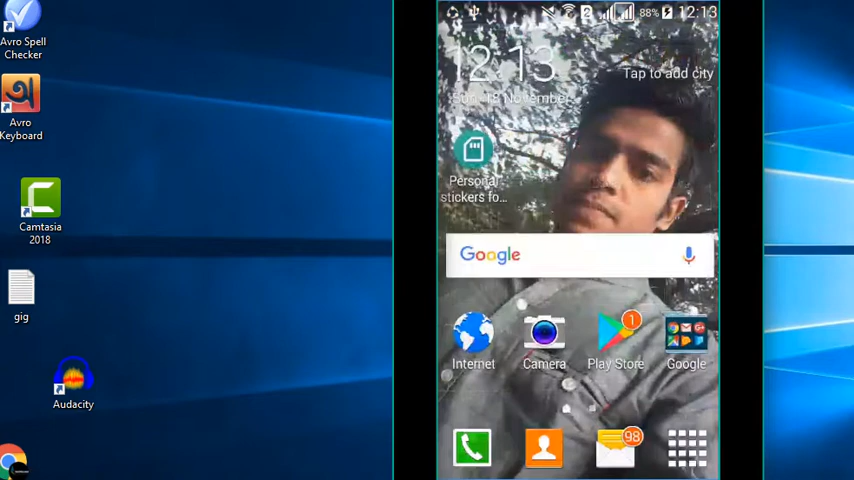 Avro Spell
Checker
Avro
Keyboard
Camtasia
2018
gig
Audacity
2
88%
12:13
12:13
Sun, 18 November
Tap to add city
Personal
stickers fo...
Google
1
Internet
Camera
Play Store
Google
98